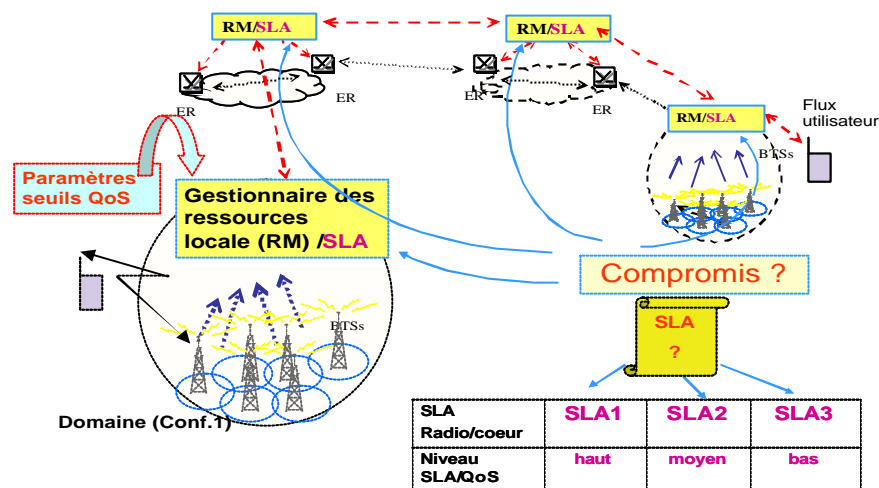 RM/SLA
RM/SLA
ER
ER
ER
ER
RM/SLA
Flux
utilisateur
BTSs
Paramètres
seuils QoS
Gestionnaire des
ressources
locale (RM) /SLA
BTSs
Domaine (Conf.1)
Compromis ?
SLA
?
SLA
Radio/coeur
SLA1
SLA2
SLA3
Niveau
SLA/QoS
haut
moyen
bas